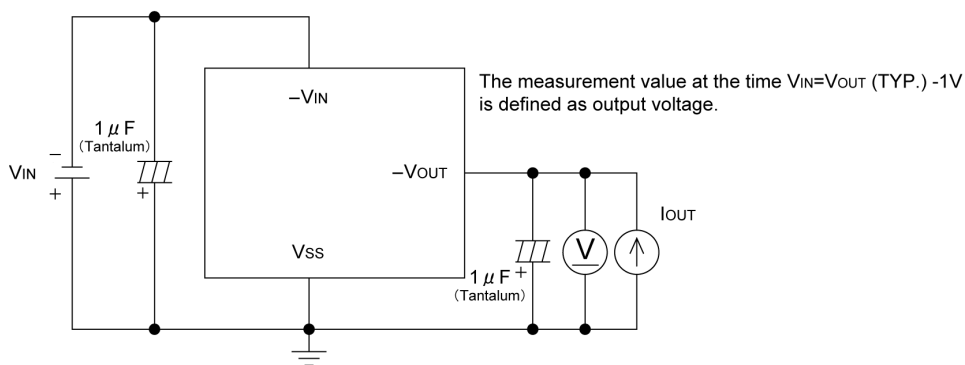 The measurement value at the time VIN=VOUT (TYP.) -1V
is defined as output voltage.
–VIN
1 μ F
(Tantalum)
−
VIN
+
+
–VOUT
IOUT
VSS
V
1 μ F +
(Tantalum)